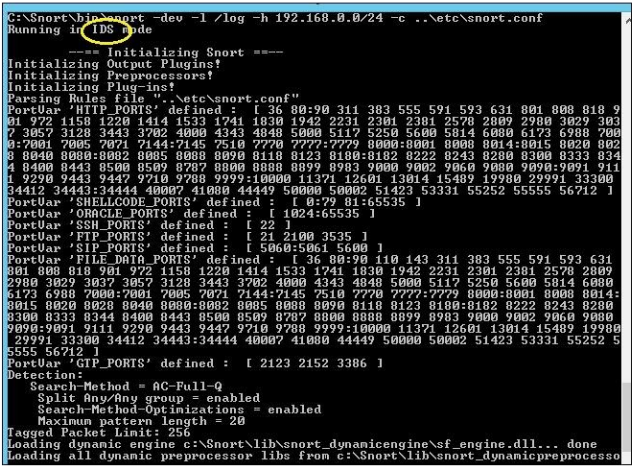 C:\Snort\bin>snort -dev -l /log -h 192.168.0.0/24 -c ..\etc\snort.conf
Running in IDS mode
--== Initializing Snort ==--
Initializing Output Plugins!
Initializing Preprocessors!
Initializing Plug-ins!
Parsing Rules file "..\etc\snort.conf"
PortVar 'HTTP_PORTS' defined : [ 36 80:90 311 383 555 591 593 631 801 808 818 9
01 972 1158 1220 1414 1533 1741 1830 1942 2231 2301 2381 2578 2809 2980 3029 303
7 3057 3128 3443 3702 4000 4343 4848 5000 5117 5250 5600 5814 6080 6173 6988 700
0:7001 7005 7071 7144:7145 7510 7770 7777:7779 8000:8001 8008 8014:8015 8020 802
8 8040 8080:8082 8085 8088 8090 8118 8123 8180:8182 8222 8243 8280 8300 8333 834
4 8400 8443 8500 8509 8787 8800 8888 8899 8983 9000 9002 9060 9080 9090:9091 911
1 9290 9443 9447 9710 9788 9999:10000 11371 12601 13014 15489 19980 29991 33300
34412 34443:34444 40007 41080 44449 50000 50002 51423 53331 55252 55555 56712 ]
PortVar 'SHELLCODE_PORTS' defined : [ 0:79 81:65535 ]
PortVar 'ORACLE_PORTS' defined : [ 1024:65535 ]
PortVar 'SSH_PORTS' defined : [ 22 ]
PortVar 'FTP_PORTS' defined : [ 21 2100 3535 ]
PortVar 'SIP_PORTS' defined : [ 5060:5061 5600 ]
PortVar 'FILE_DATA_PORTS' defined : [ 36 80:90 110 143 311 383 555 591 593 631
801 808 818 901 972 1158 1220 1414 1533 1741 1830 1942 2231 2301 2381 2578 2809
2980 3029 3037 3057 3128 3443 3702 4000 4343 4848 5000 5117 5250 5600 5814 6080
6173 6988 7000:7001 7005 7071 7144:7145 7510 7770 7777:7779 8000:8001 8008 8014:
8015 8020 8028 8040 8080:8082 8085 8088 8090 8118 8123 8180:8182 8222 8243 8280
8300 8333 8344 8400 8443 8500 8509 8787 8800 8888 8899 8983 9000 9002 9060 9080
9090:9091 9111 9290 9443 9447 9710 9788 9999:10000 11371 12601 13014 15489 19980
29991 33300 34412 34443:34444 40007 41080 44449 50000 50002 51423 53331 55252 5
5555 56712 ]
PortVar 'GTP_PORTS' defined : [ 2123 2152 3386 ]
Detection:
Search-Method = AC-Full-Q
Split Any/Any group = enabled
Search-Method-Optimizations = enabled
Maximum pattern length = 20
Tagged Packet Limit: 256
Loading dynamic engine c:\Snort\lib\snort_dynamicengine\sf_engine.dll... done
Loading all dynamic preprocessor libs from c:\Snort\lib\snort_dynamicpreprocesso